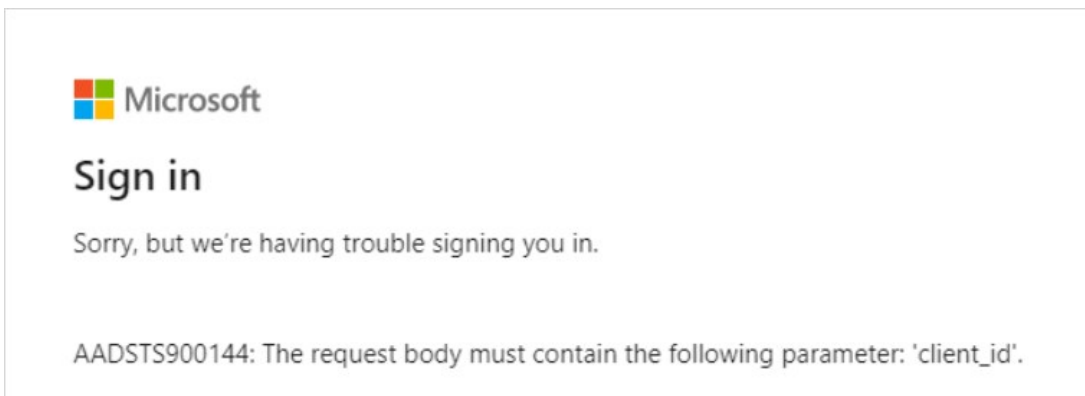 Microsoft
Sign in
Sorry, but we're having trouble signing you in.
AADSTS900144: The request body must contain the following parameter: 'client_id'.